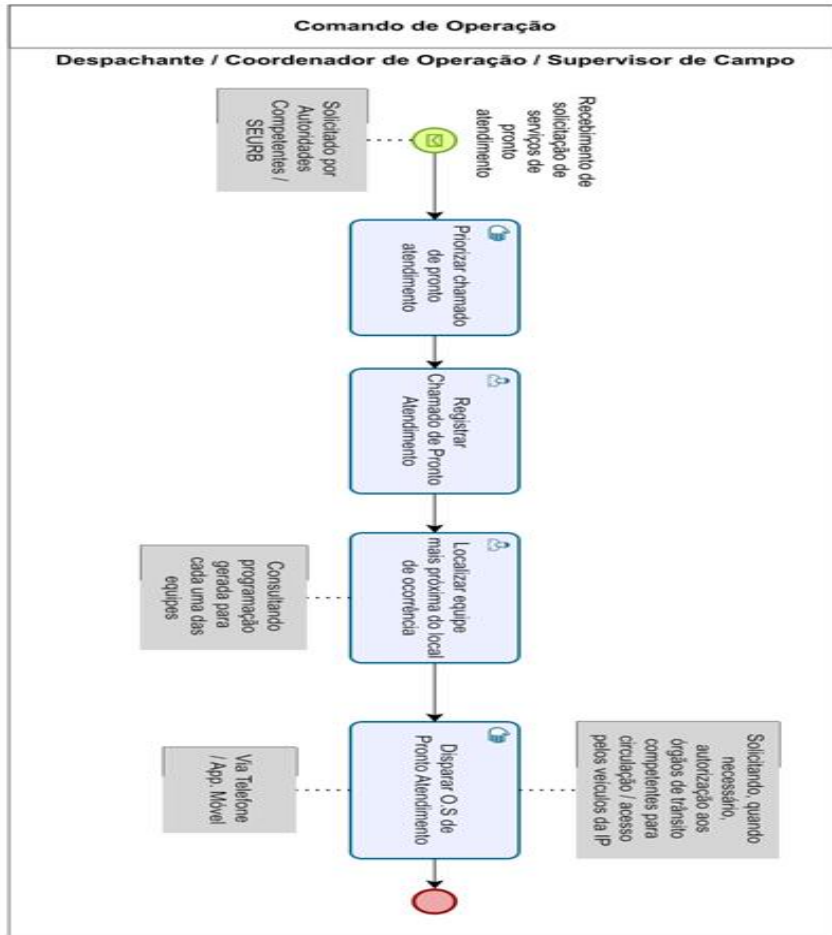 Comando de Operação
Despachante / Coordenador de Operação / Supervisor de Campo
Recebimento de
solicitação de
serviços de
pronto
atendimento
Solicitado por
Autoridades
Competentes /
SEURB
Priorizar chamado
de pronto
atendimento
Registrar
Chamado de Pronto
Atendimento
Localizar equipe
mais próxima do local
de ocorrência
Consultando
programação
gerada para
cada uma das
equipes
Disparar O.S de
Pronto Atendimento
Solicitando, quando
necessário,
autorização aos
órgãos de trânsito
competentes para
circulação / acesso
pelos veículos da IP
Via Telefone
/ App. Móvel